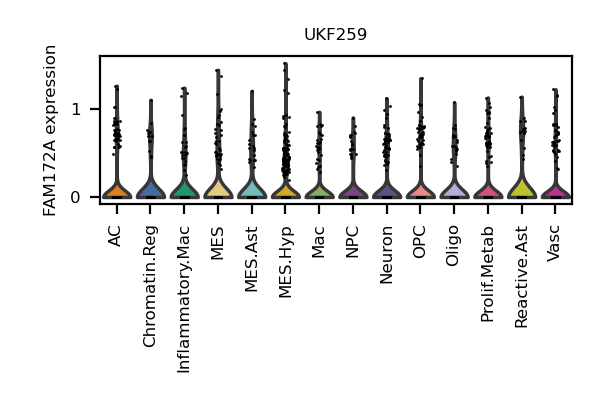 UKF259
FAM172A expression
1
0
AC
Chromatin.Reg
Inflammatory.Mac
MES
MES.Ast
MES.Hyp
Mac
NPC
Neuron
OPC
Oligo
Prolif.Metab
Reactive.Ast
Vasc